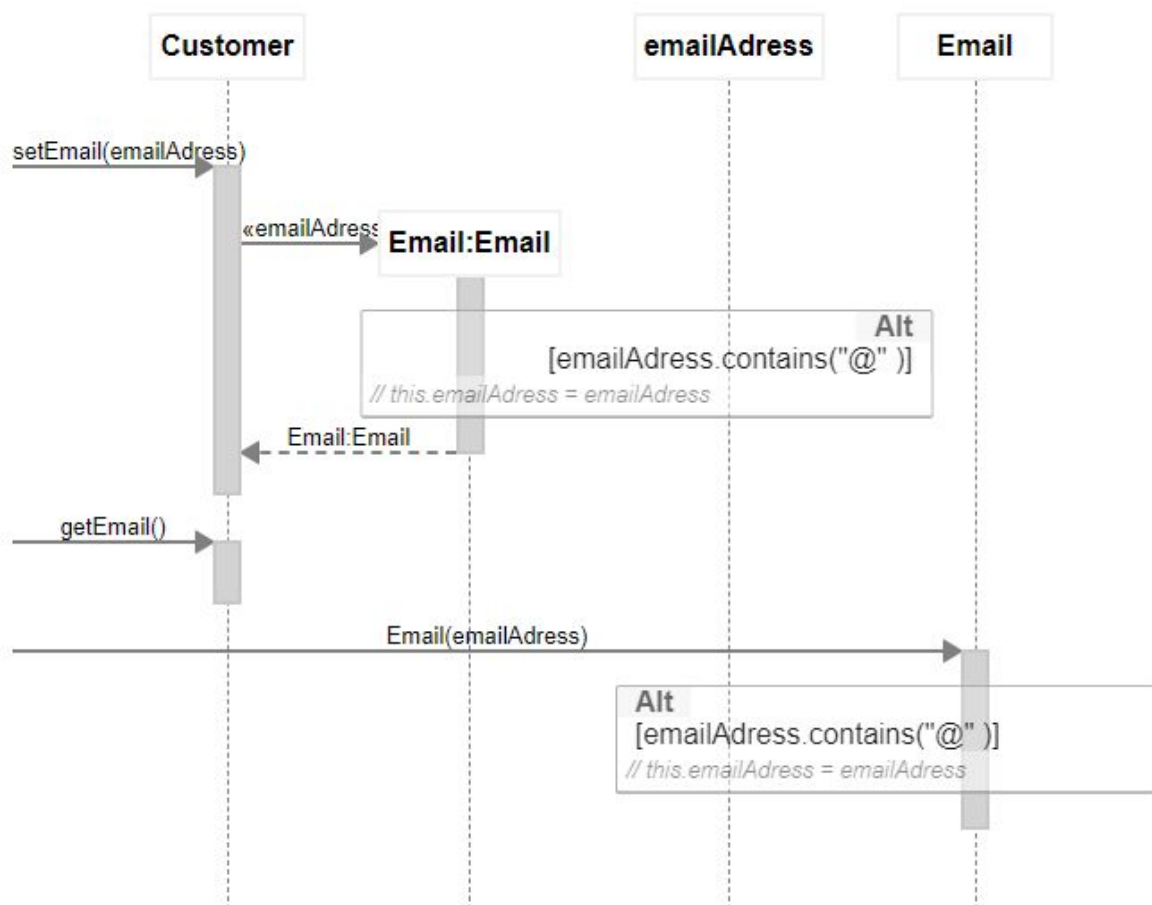 Customer
emailAdress
Email
setEmail(emailAdress)
«emailAdress
Email:Email
Alt
[emailAdress.contains("@" )]
// this.emailAdress = emailAdress
Email:Email
getEmail()
Email(emailAdress)
Alt
[emailAdress.contains("@" )]
// this.emailAdress = emailAdress